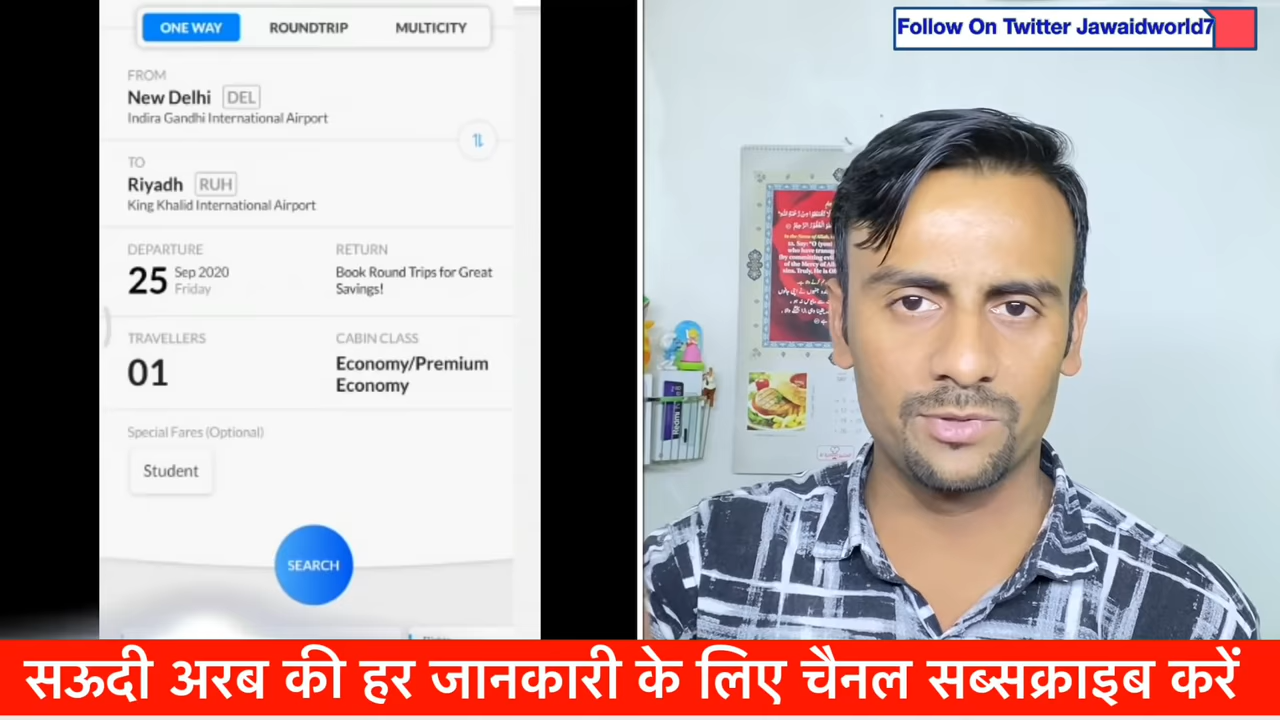 Follow On Twitter Jawaidworld7
ONE WAY ROUNDTRIP MULTICITY
FROM
New Delhi DEL
Indira Gandhi International Airport
TO
Riyadh RUH
King Khalid International Airport
DEPARTURE RETURN
25 Sep 2020 Friday Book Round Trips for Great
Savings!
TRAVELLERS CABIN CLASS
01 Economy/Premium
Economy
Special Fares (Optional)
Student
SEARCH
सऊदी अरब की हर जानकारी के लिए चैनल सब्सक्राइब करें